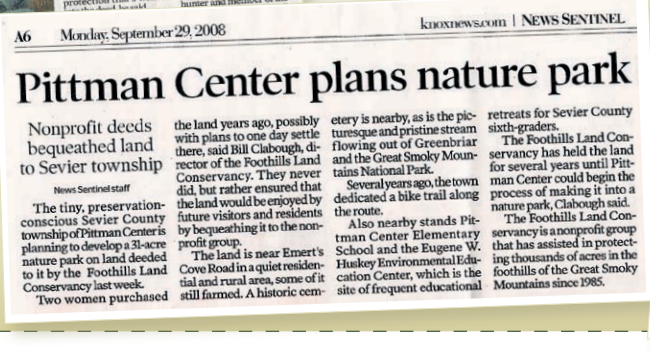 protection that
hunter and member of the
A6 Monday, September 29, 2008 knoxnews.com | NEWS SENTINEL
Pittman Center plans nature park
Nonprofit deeds
bequeathed land
to Sevier township
News Sentinel staff
The tiny, preservation-
conscious Sevier County
township of Pittman Center is
planning to develop a 31-acre
nature park on land deeded
to it by the Foothills Land
Conservancy last week.
Two women purchased
the land years ago, possibly
with plans to one day settle
there, said Bill Clabough, di-
rector of the Foothills Land
Conservancy. They never
did, but rather ensured that
the land would be enjoyed by
future visitors and residents
by bequeathing it to the non-
profit group.
The land is near Emert's
Cove Road in a quiet residen-
tial and rural area, some of it
still farmed. A historic cem-
etery is nearby, as is the pic-
turesque and pristine stream
flowing out of Greenbriar
and the Great Smoky Moun-
tains National Park.
Several years ago, the town
dedicated a bike trail along
the route.
Also nearby stands Pit-
tman Center Elementary
School and the Eugene W.
Huskey Environmental Edu-
cation Center, which is the
site of frequent educational
retreats for Sevier County
sixth-graders.
The Foothills Land Con-
servancy has held the land
for several years until Pitt-
man Center could begin the
process of making it into a
nature park, Clabough said.
The Foothills Land Con-
servancy is a nonprofit group
that has assisted in protect-
ing thousands of acres in the
foothills of the Great Smoky
Mountains since 1985.